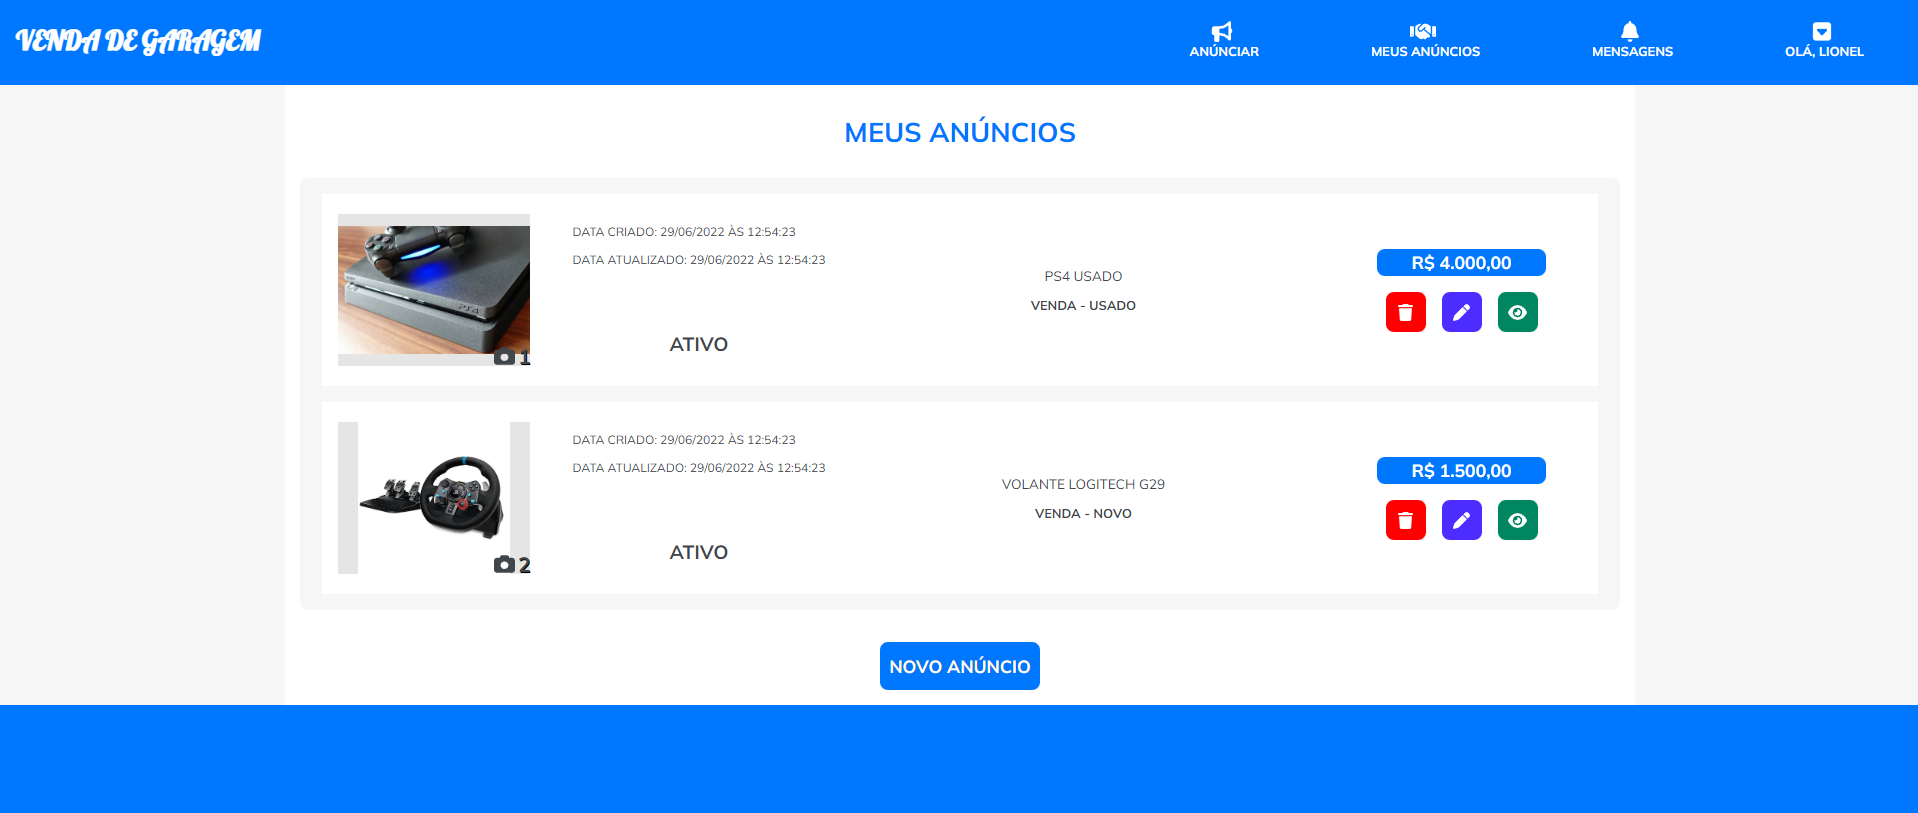 VENDA DE GARAGEM
ANÚNCIAR
MEUS ANÚNCIOS
MENSAGENS
OLÁ, LIONEL
MEUS ANÚNCIOS
DATA CRIADO: 29/06/2022 ÀS 12:54:23
DATA ATUALIZADO: 29/06/2022 ÀS 12:54:23
ATIVO
PS4
1
PS4 USADO
VENDA - USADO
R$ 4.000,00
DATA CRIADO: 29/06/2022 ÀS 12:54:23
DATA ATUALIZADO: 29/06/2022 ÀS 12:54:23
ATIVO
2
VOLANTE LOGITECH G29
VENDA - NOVO
R$ 1.500,00
NOVO ANÚNCIO